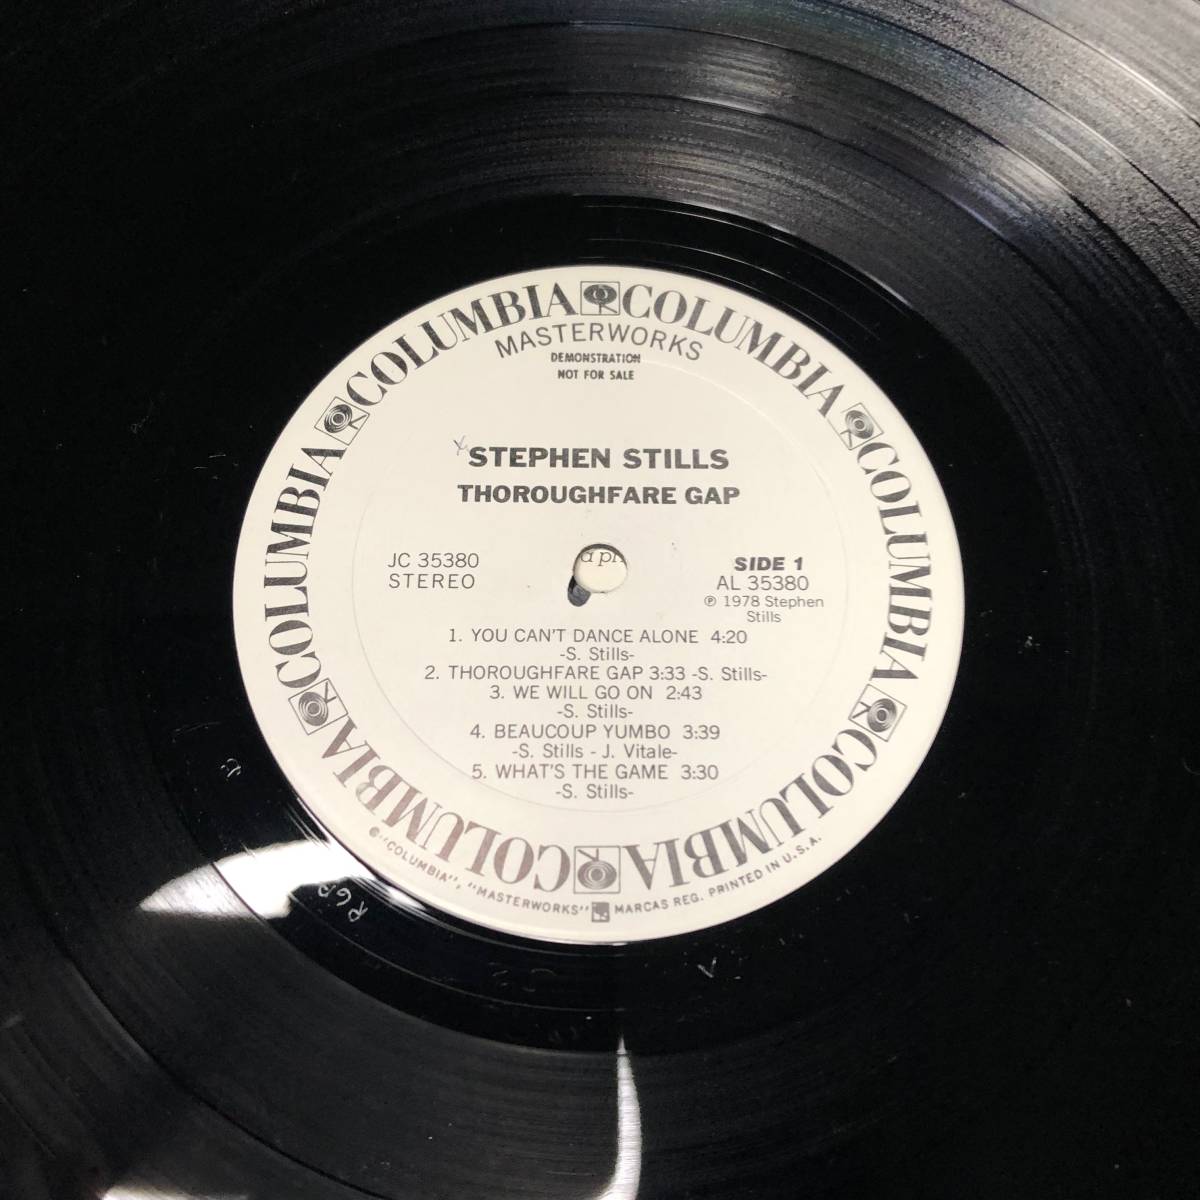 COLUMBIA COLUMBIA COLUMBIA COLUMBIA COLUMBIA COLUMBIA COLUMBIA COLUMBIA
MASTERWORKS
DEMONSTRATION
NOT FOR SALE
STEPHEN STILLS
THOROUGHFARE GAP
JC 35380
STEREO
SIDE 1
AL 35380
℗ 1978 Stephen
Stills
1. YOU CAN'T DANCE ALONE 4:20
-S. Stills-
2. THOROUGHFARE GAP 3:33 -S. Stills-
3. WE WILL GO ON 2:43
-S. Stills-
4. BEAUCOUP YUMBO 3:39
-S. Stills - J. Vitale-
5. WHAT'S THE GAME 3:30
-S. Stills-
"COLUMBIA", "MASTERWORKS" MARCAS REG. PRINTED IN U.S.A.